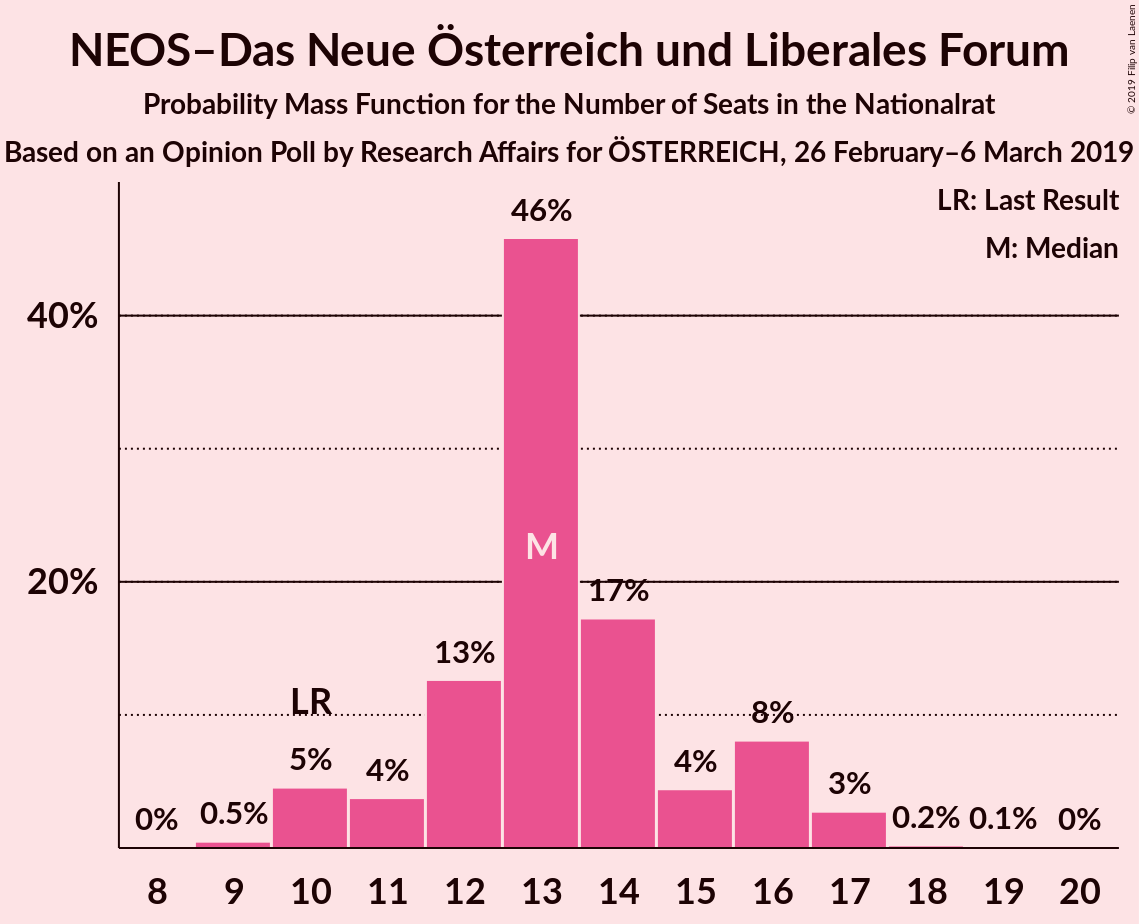 NEOS–Das Neue Österreich und Liberales Forum
Probability Mass Function for the Number of Seats in the Nationalrat
Based on an Opinion Poll by Research Affairs for ÖSTERREICH, 26 February–6 March 2019
© 2019 Filip van Laenen
LR: Last Result
M: Median
46%
40%
M
20%
17%
13%
LR
8%
5%
4%
4%
3%
0%
0.5%
0.2%
0.1%
0%
8 9 10 11 12 13 14 15 16 17 18 19 20